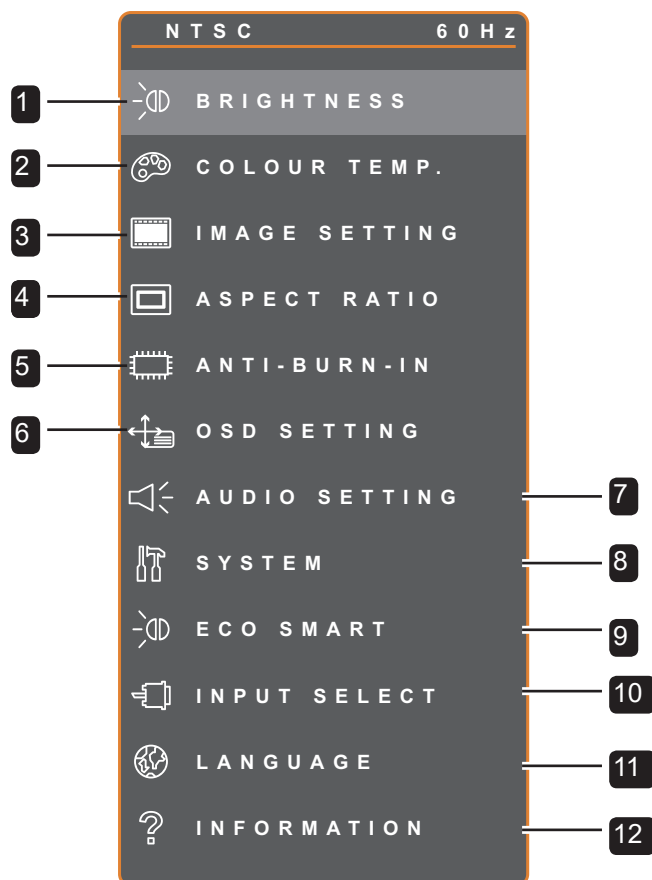 NTSC 60Hz
1 BRIGHTNESS
2 COLOUR TEMP.
3 IMAGE SETTING
4 ASPECT RATIO
5 ANTI-BURN-IN
6 OSD SETTING
AUDIO SETTING 7
SYSTEM 8
ECO SMART 9
INPUT SELECT 10
LANGUAGE 11
INFORMATION 12